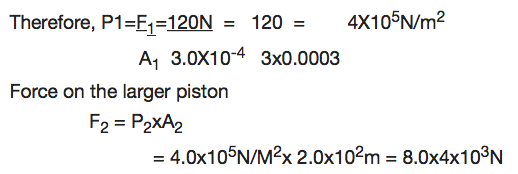 Therefore, P1=F₁=120N = 120 = 4X10⁵N/m²
A₁ 3.0X10⁻⁴ 3x0.0003
Force on the larger piston
F₂ = P₂xA₂
= 4.0x10⁵N/M²x 2.0x10²m = 8.0x4x10³N